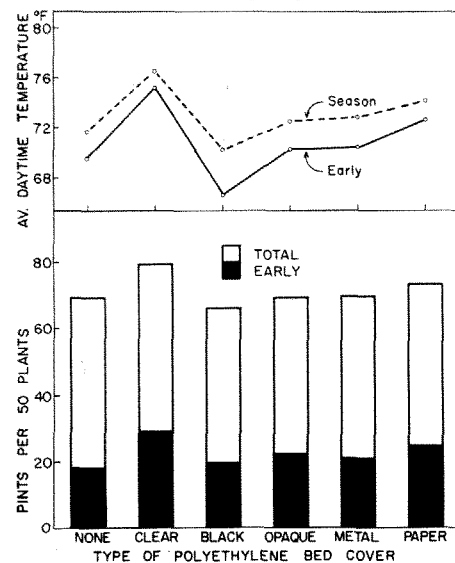 °F
80
76
72
68
AV. DAYTIME TEMPERATURE
Season
Early
TOTAL
EARLY
80
60
40
20
0
PINTS PER 50 PLANTS
NONE CLEAR BLACK OPAQUE METAL PAPER
TYPE OF POLYETHYLENE BED COVER